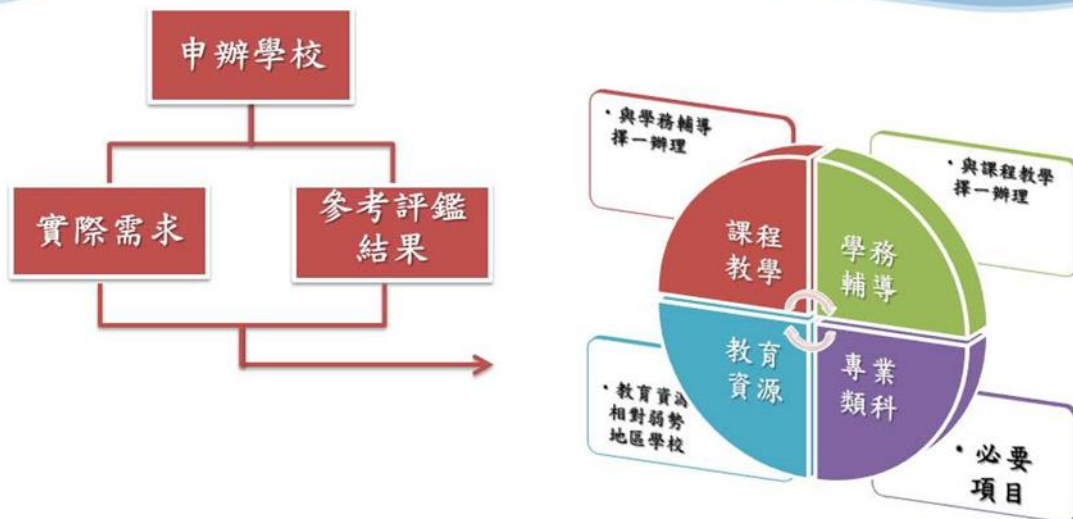 申辦學校
實際需求
參考評鑑
結果
·與學務輔導
擇一辦理
·與課程教學
擇一辦理
課程
教學
學務
輔導
教育
資源
專業
類科
·教育資源
相對弱勢
地區學校
·必要
項目